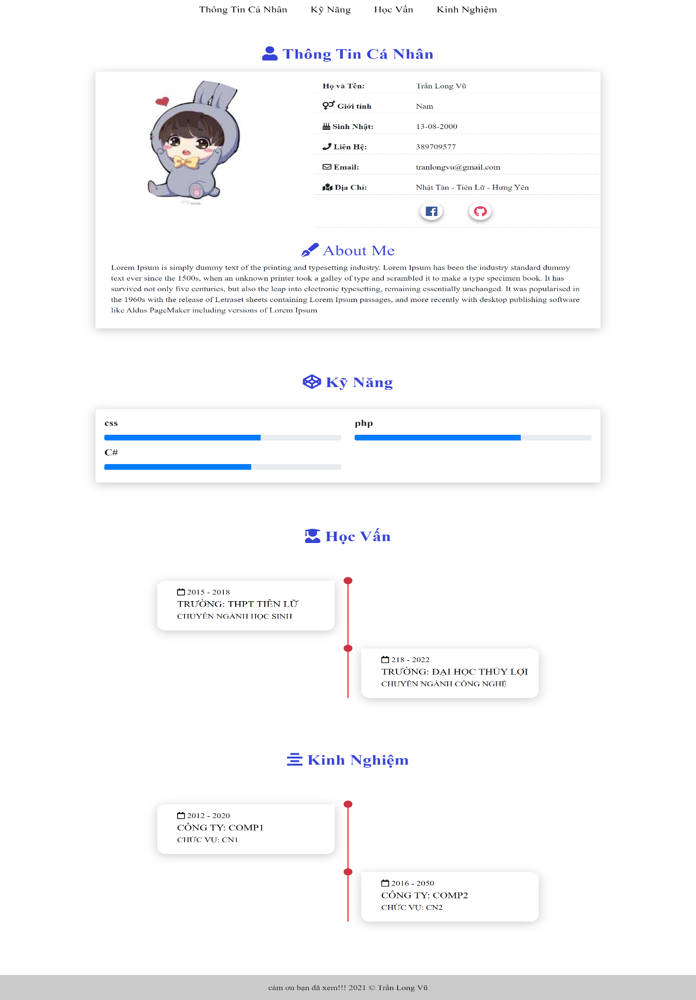 Thông Tin Cá Nhân Kỹ Năng Học Vấn Kinh Nghiệm
Thông Tin Cá Nhân
Họ và Tên: Trần Long Vũ
Giới tính Nam
Sinh Nhật: 13-08-2000
Liên Hệ: 389709577
Email: tranlongvu@gmail.com
Địa Chỉ: Nhật Tân - Tiên Lữ - Hưng Yên
About Me
Lorem Ipsum is simply dummy text of the printing and typesetting industry. Lorem Ipsum has been the industry standard dummy
text ever since the 1500s, when an unknown printer took a galley of type and scrambled it to make a type specimen book. It has
survived not only five centuries, but also the leap into electronic typesetting, remaining essentially unchanged. It was popularised in
the 1960s with the release of Letraset sheets containing Lorem Ipsum passages, and more recently with desktop publishing software
like Aldus PageMaker including versions of Lorem Ipsum
Kỹ Năng
css
php
C#
Học Vấn
2015 - 2018
TRƯỜNG: THPT TIÊN LỮ
CHUYÊN NGÀNH HỌC SINH
218 - 2022
TRƯỜNG: ĐẠI HỌC THỦY LỢI
CHUYÊN NGÀNH CÔNG NGHỆ
Kinh Nghiệm
2012 - 2020
CÔNG TY: COMP1
CHỨC VỤ: CN1
2016 - 2050
CÔNG TY: COMP2
CHỨC VỤ: CN2
cảm ơn bạn đã xem!!! 2021 © Trần Long Vũ